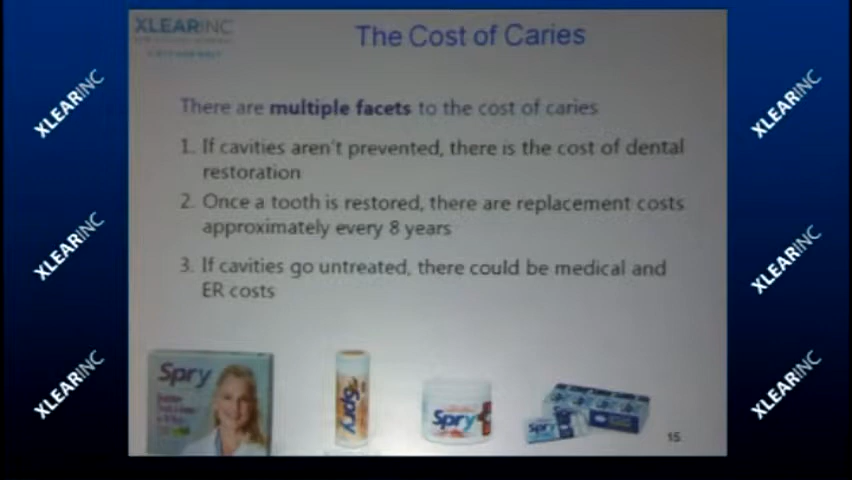 XLEARINC
The Cost of Caries
There are multiple facets to the cost of caries
1. If cavities aren't prevented, there is the cost of dental
restoration
2. Once a tooth is restored, there are replacement costs
approximately every 8 years
3. If cavities go untreated, there could be medical and
ER costs
Spry
Spry
Spry
Spry
15
XLEARINC
XLEARINC
XLEARINC
XLEARINC
XLEARINC
XLEARINC